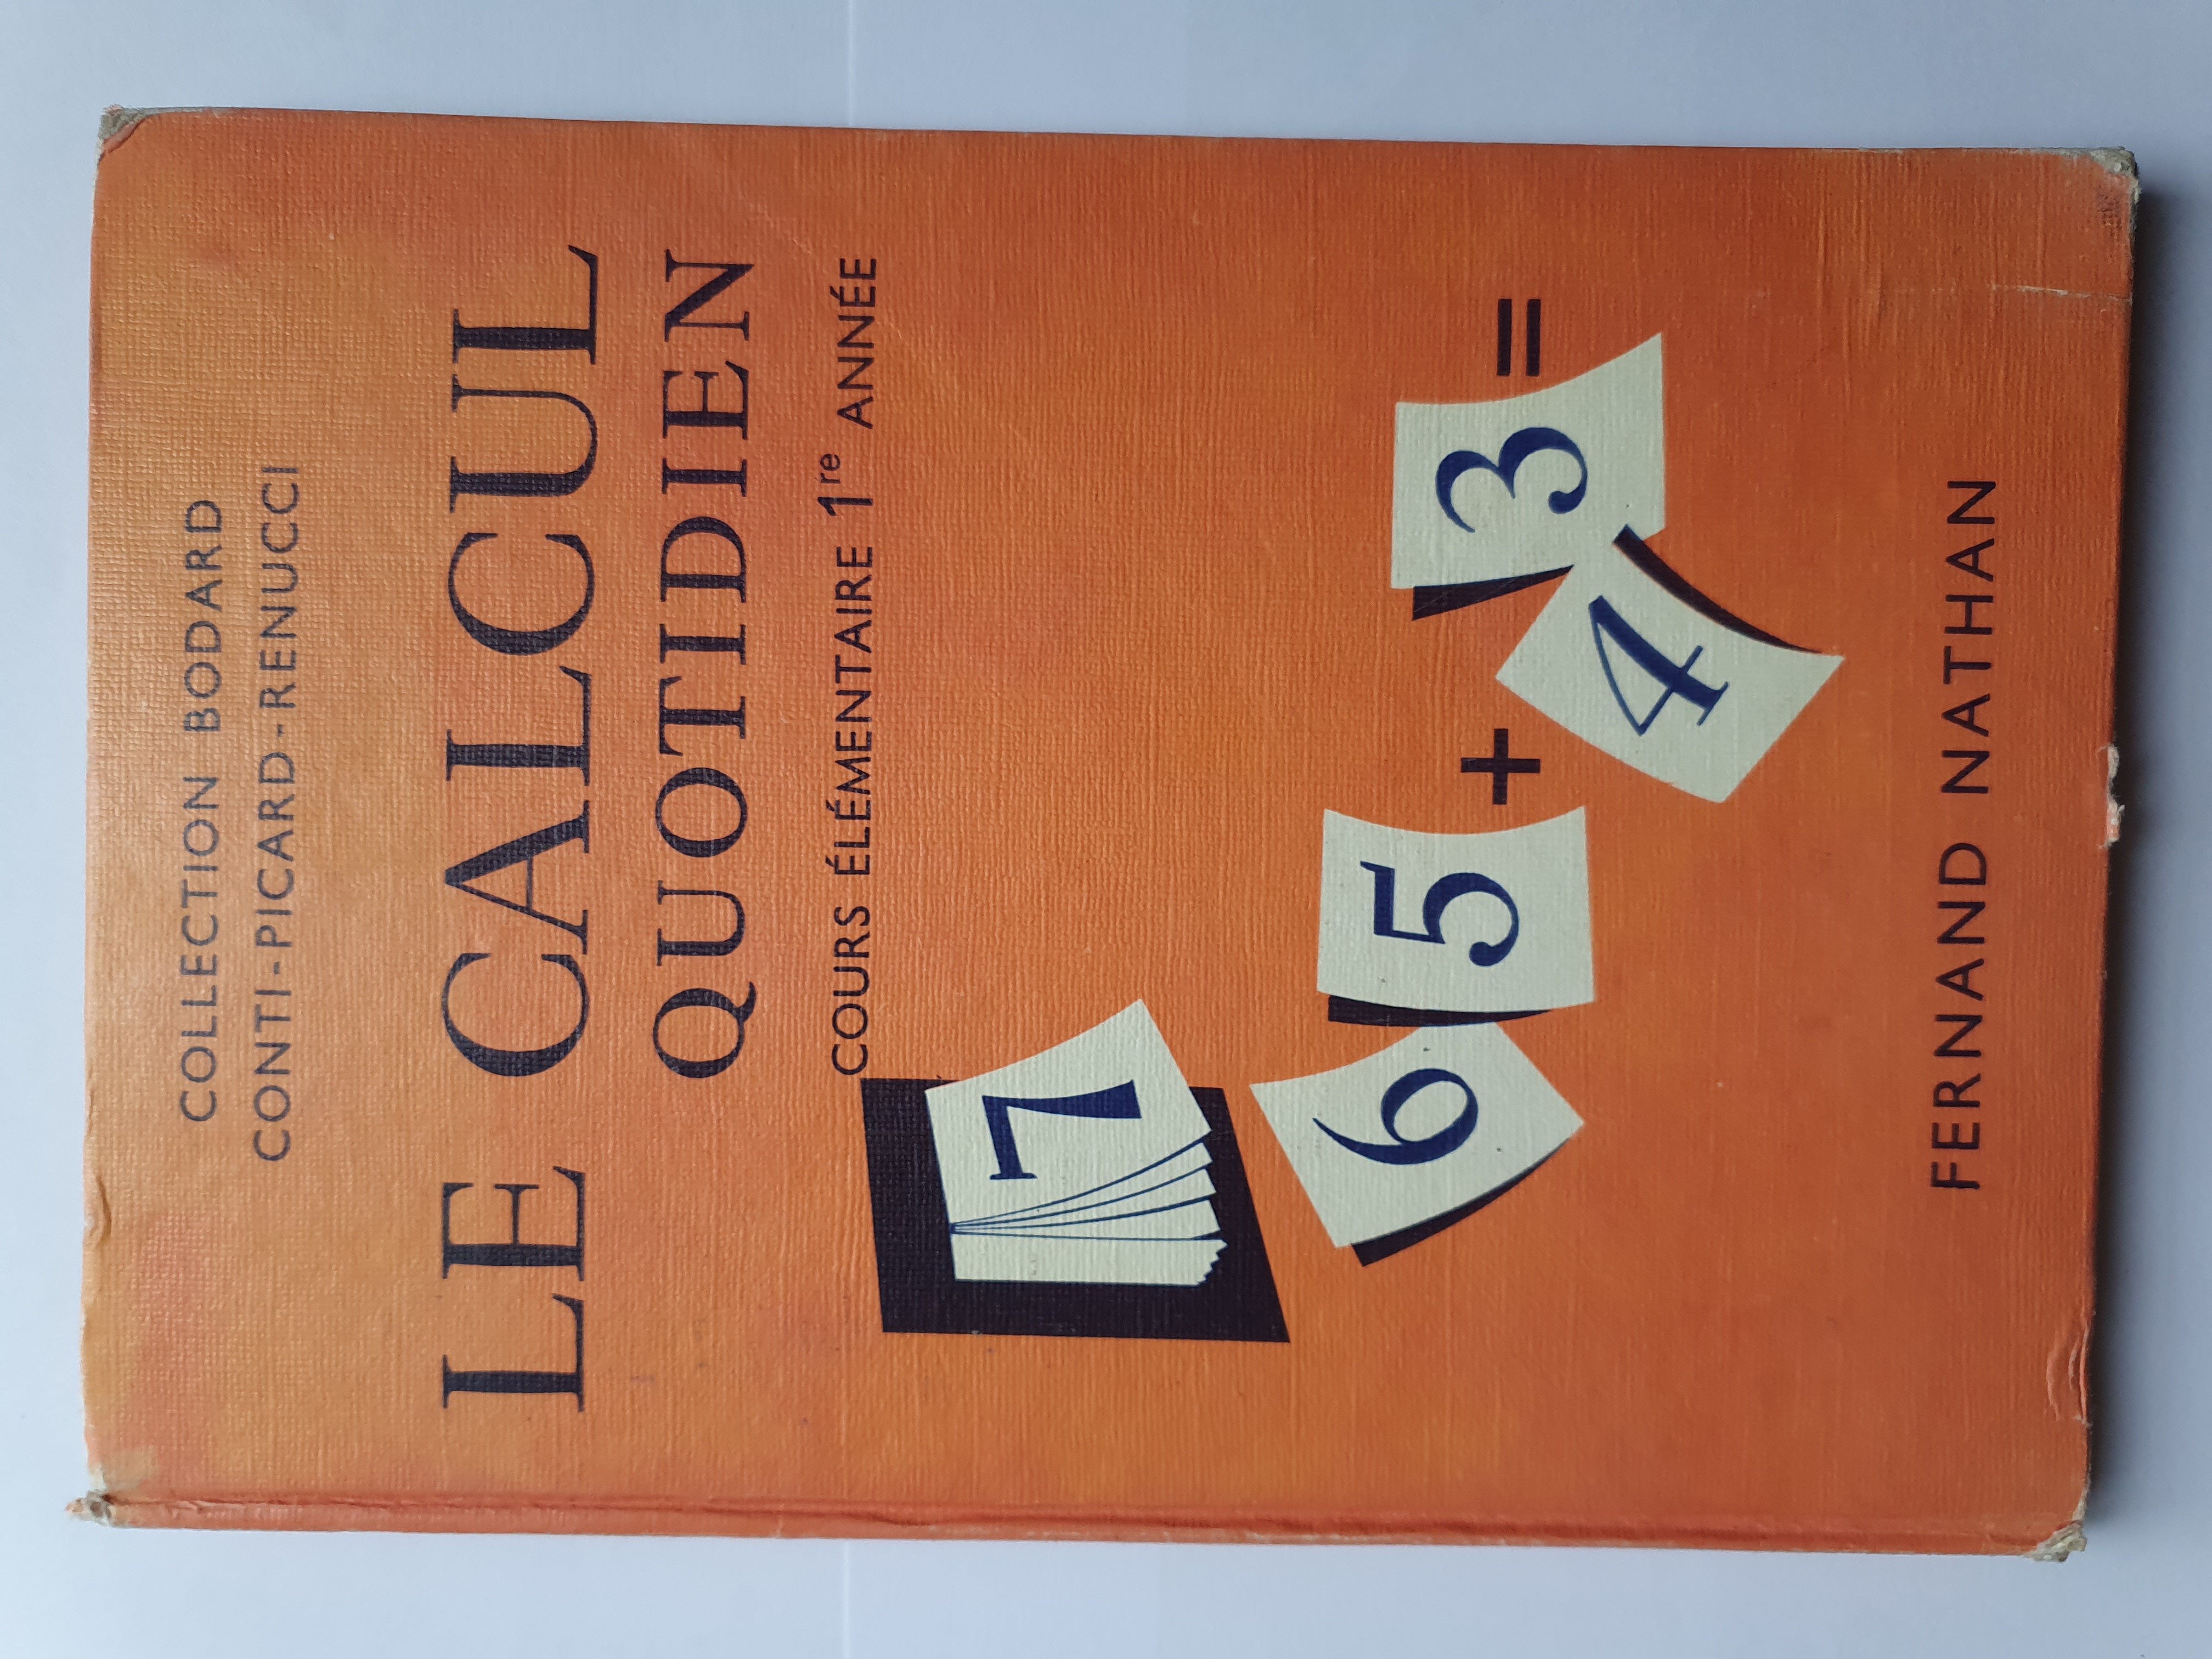 COLLECTION BODARD
CONTI-PICARD-RENUCCI
LE CALCUL
QUOTIDIEN
COURS ÉLÉMENTAIRE 1re ANNÉE
7
6 5 + 4 3 =
FERNAND NATHAN